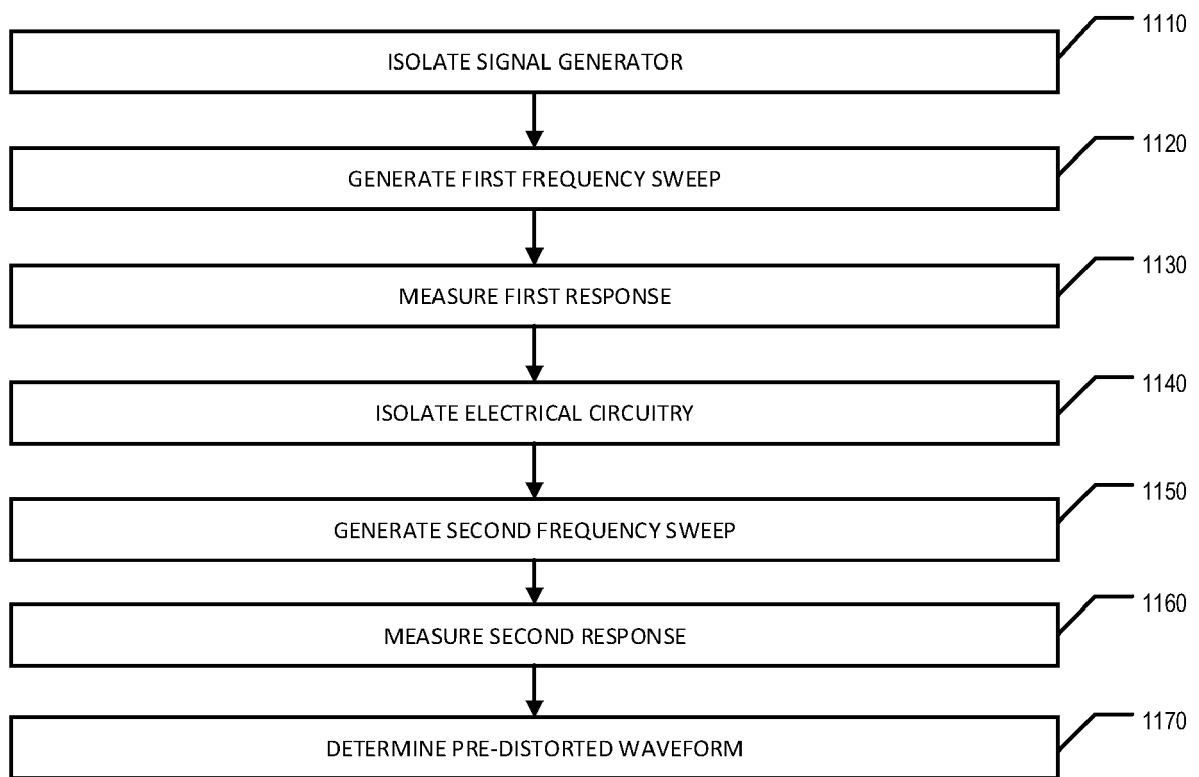 1110
ISOLATE SIGNAL GENERATOR
1120
GENERATE FIRST FREQUENCY SWEEP
1130
MEASURE FIRST RESPONSE
1140
ISOLATE ELECTRICAL CIRCUITRY
1150
GENERATE SECOND FREQUENCY SWEEP
1160
MEASURE SECOND RESPONSE
1170
DETERMINE PRE-DISTORTED WAVEFORM